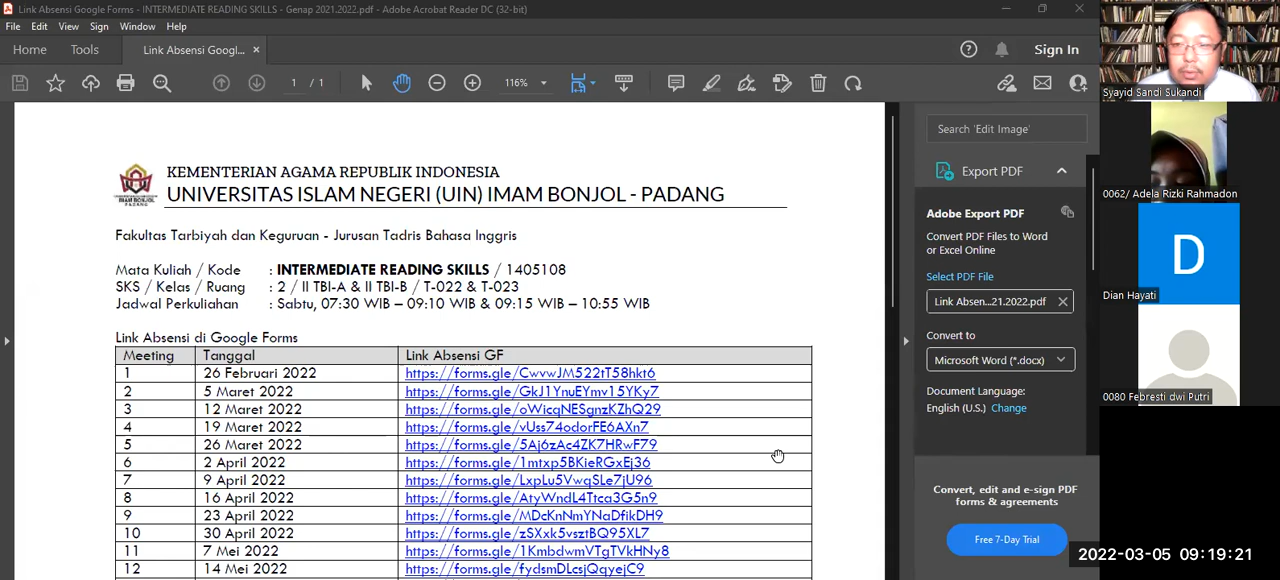 Link Absensi Google Forms - INTERMEDIATE READING SKILLS - Genap 2021.2022.pdf - Adobe Acrobat Reader DC (32-bit)
File Edit View Sign Window Help
Home Tools Link Absensi Googl... × Sign In
1 / 1 116%
KEMENTERIAN AGAMA REPUBLIK INDONESIA
UNIVERSITAS ISLAM NEGERI (UIN) IMAM BONJOL - PADANG
Fakultas Tarbiyah dan Keguruan - Jurusan Tadris Bahasa Inggris
Mata Kuliah / Kode : INTERMEDIATE READING SKILLS / 1405108
SKS / Kelas / Ruang : 2 / II TBI-A & II TBI-B / T-022 & T-023
Jadwal Perkuliahan : Sabtu, 07:30 WIB – 09:10 WIB & 09:15 WIB – 10:55 WIB
Link Absensi di Google Forms
Meeting Tanggal Link Absensi GF
1 26 Februari 2022 https://forms.gle/CwvwJM522tT58hkt6
2 5 Maret 2022 https://forms.gle/GkJ1YnuEYmv15YKy7
3 12 Maret 2022 https://forms.gle/oWicqNESgnzKZhQ29
4 19 Maret 2022 https://forms.gle/vUss74odorFE6AXn7
5 26 Maret 2022 https://forms.gle/5Aj6zAc4ZK7HRwF79
6 2 April 2022 https://forms.gle/1mtxp5BKieRGxEj36
7 9 April 2022 https://forms.gle/LxpLu5VwqSLe7jU96
8 16 April 2022 https://forms.gle/AtyWndL4Ttca3G5n9
9 23 April 2022 https://forms.gle/MDcKnNmYNaDfikDH9
10 30 April 2022 https://forms.gle/zSXxk5vsztBQ95XL7
11 7 Mei 2022 https://forms.gle/1KmbdwmVTgTVkHNy8
12 14 Mei 2022 https://forms.gle/fydsmDLcsjQqyejC9
Search 'Edit Image'
Export PDF
Adobe Export PDF
Convert PDF Files to Word
or Excel Online
Select PDF File
Link Absen...21.2022.pdf ×
Convert to
Microsoft Word (*.docx)
Document Language:
English (U.S.) Change
Convert, edit and e-sign PDF
forms & agreements
Free 7-Day Trial
Syayid Sandi Sukandi
0062/ Adela Rizki Rahmadon
D
Dian Hayati
0080 Febresti dwi Putri
2022-03-05 09:19:21